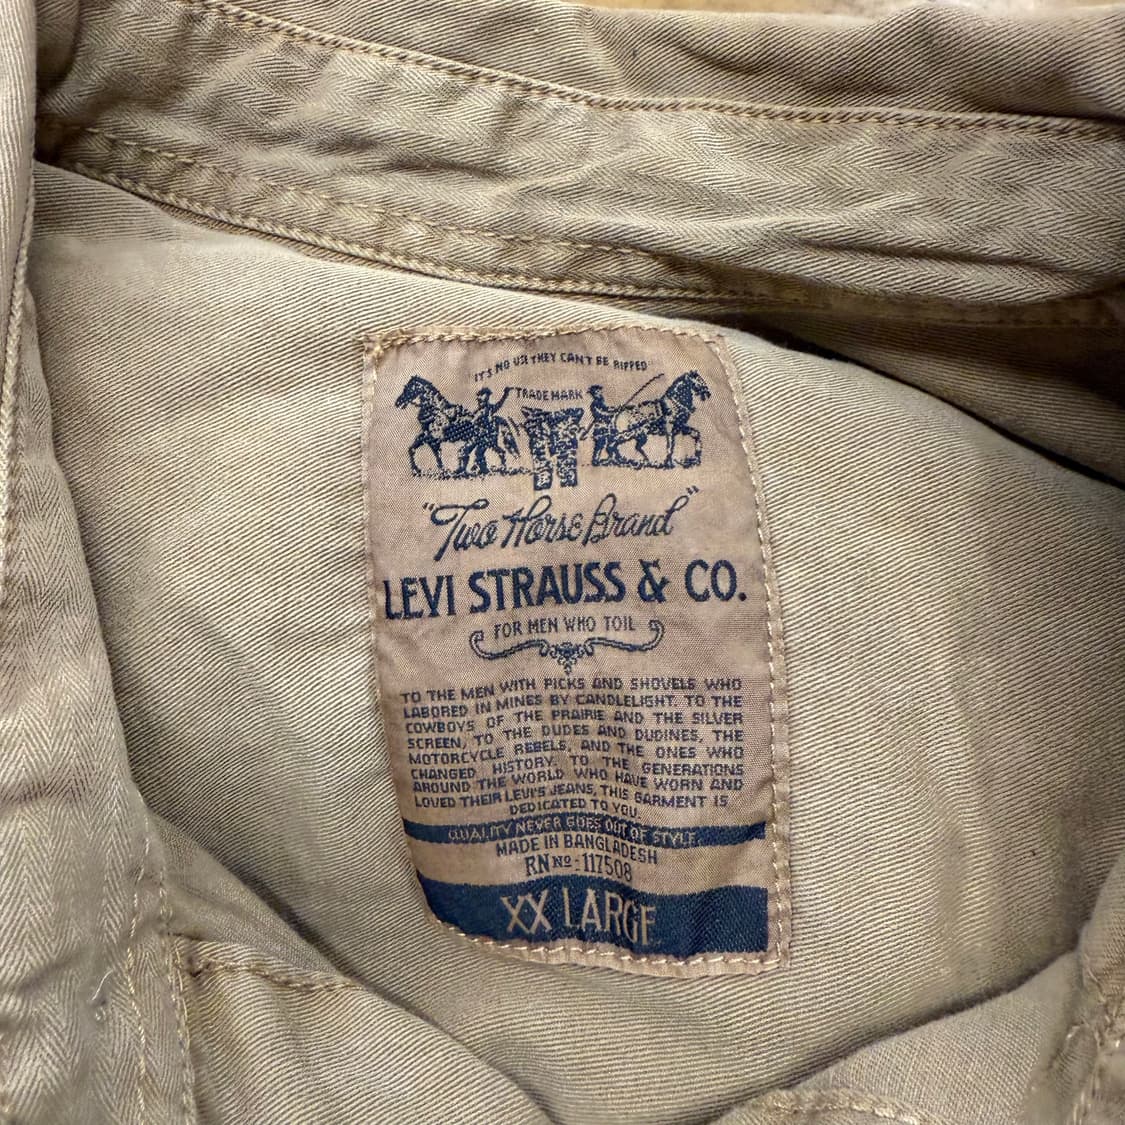 IT'S NO USE THEY CAN'T BE RIPPED
TRADE MARK
"Two Horse Brand"
LEVI STRAUSS & CO.
FOR MEN WHO TOIL
TO THE MEN WITH PICKS AND SHOVELS WHO
LABORED IN MINES BY CANDLELIGHT, TO THE
COWBOYS OF THE PRAIRIE AND THE SILVER
SCREEN, TO THE DUDES AND DUDINES, THE
MOTORCYCLE REBELS, AND THE ONES WHO
CHANGED HISTORY. TO THE GENERATIONS
AROUND THE WORLD WHO HAVE WORN AND
LOVED THEIR LEVI'S JEANS, THIS GARMENT IS
DEDICATED TO YOU.
QUALITY NEVER GOES OUT OF STYLE
MADE IN BANGLADESH
RN Nº: 117508
XX LARGE